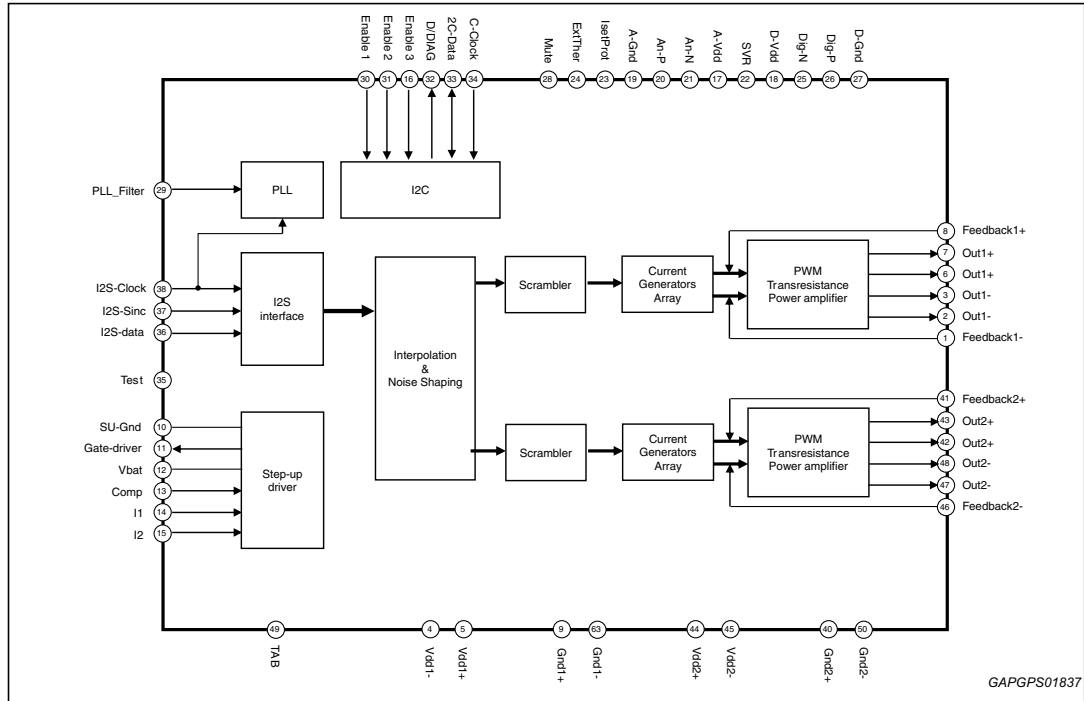 Enable 1
Enable 2
Enable 3
D/DIAG
2C-Data
C-Clock
Mute
ExtTher
IsetProt
A-Gnd
An-P
An-N
A-Vdd
SVR
D-Vdd
Dig-N
Dig-P
D-Gnd
30
31
16
32
33
34
28
24
23
19
20
21
17
22
18
25
26
27
PLL_Filter
29
PLL
I2C
I2S-Clock
38
I2S-Sinc
37
I2S-data
36
I2S
interface
Test
35
SU-Gnd
10
Gate-driver
11
Vbat
12
Comp
13
I1
14
I2
15
Step-up
driver
Interpolation
&
Noise Shaping
Scrambler
Current
Generators
Array
PWM
Transresistance
Power amplifier
8
Feedback1+
7
Out1+
6
Out1+
3
Out1-
2
Out1-
1
Feedback1-
Scrambler
Current
Generators
Array
PWM
Transresistance
Power amplifier
41
Feedback2+
43
Out2+
42
Out2+
48
Out2-
47
Out2-
46
Feedback2-
49
4
5
9
63
44
45
40
50
TAB
Vdd1-
Vdd1+
Gnd1+
Gnd1-
Vdd2+
Vdd2-
Gnd2+
Gnd2-
GAPGPS01837